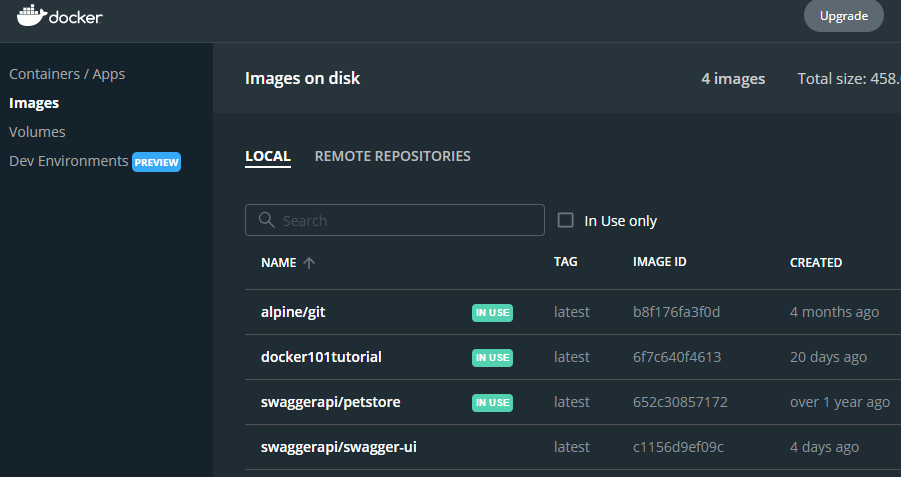 docker
Upgrade
Containers / Apps
Images
Volumes
Dev Environments PREVIEW
Images on disk 4 images Total size: 458.
LOCAL REMOTE REPOSITORIES
Search In Use only
NAME TAG IMAGE ID CREATED
alpine/git IN USE latest b8f176fa3f0d 4 months ago
docker101tutorial IN USE latest 6f7c640f4613 20 days ago
swaggerapi/petstore IN USE latest 652c30857172 over 1 year ago
swaggerapi/swagger-ui latest c1156d9ef09c 4 days ago